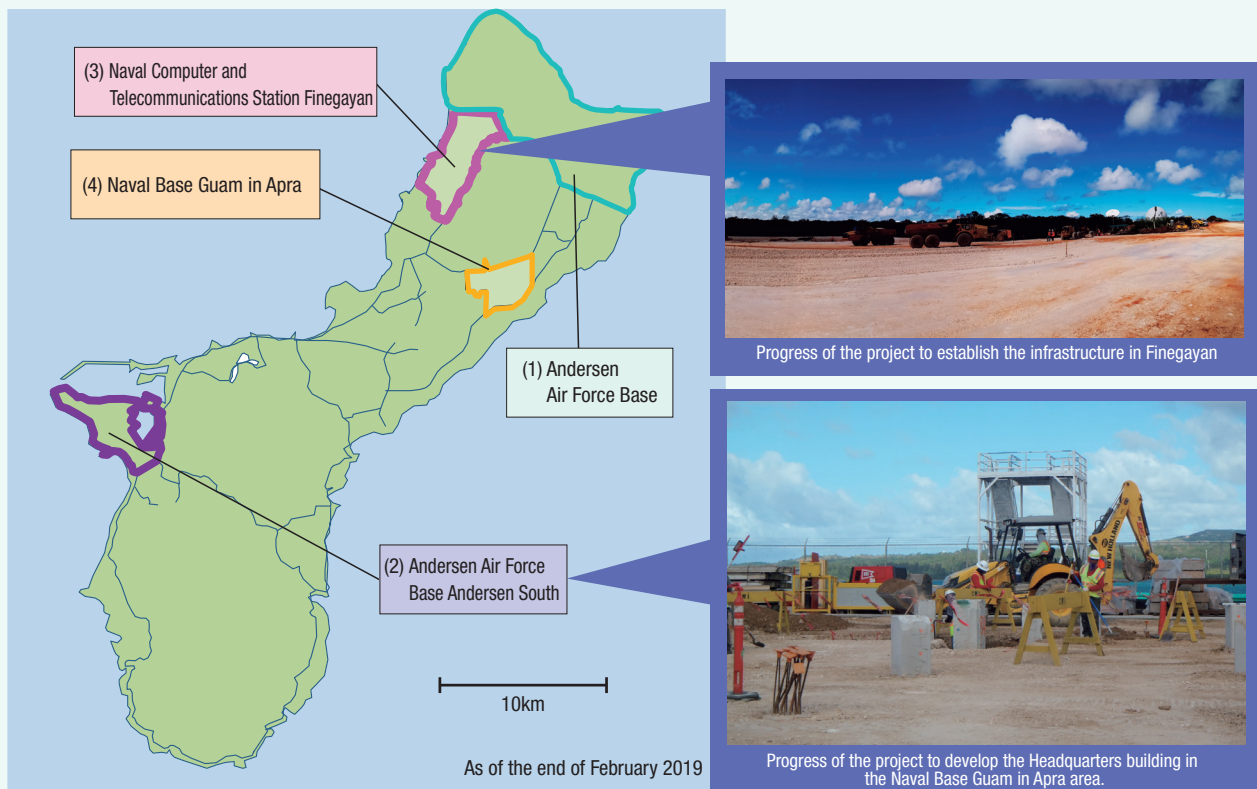 (3) Naval Computer and
Telecommunications Station Finegayan
(4) Naval Base Guam in Apra
(1) Andersen
Air Force Base
(2) Andersen Air Force
Base Andersen South
10km
As of the end of February 2019
Progress of the project to establish the infrastructure in Finegayan
NEW HOLLAND
Progress of the project to develop the Headquarters building in
the Naval Base Guam in Apra area.